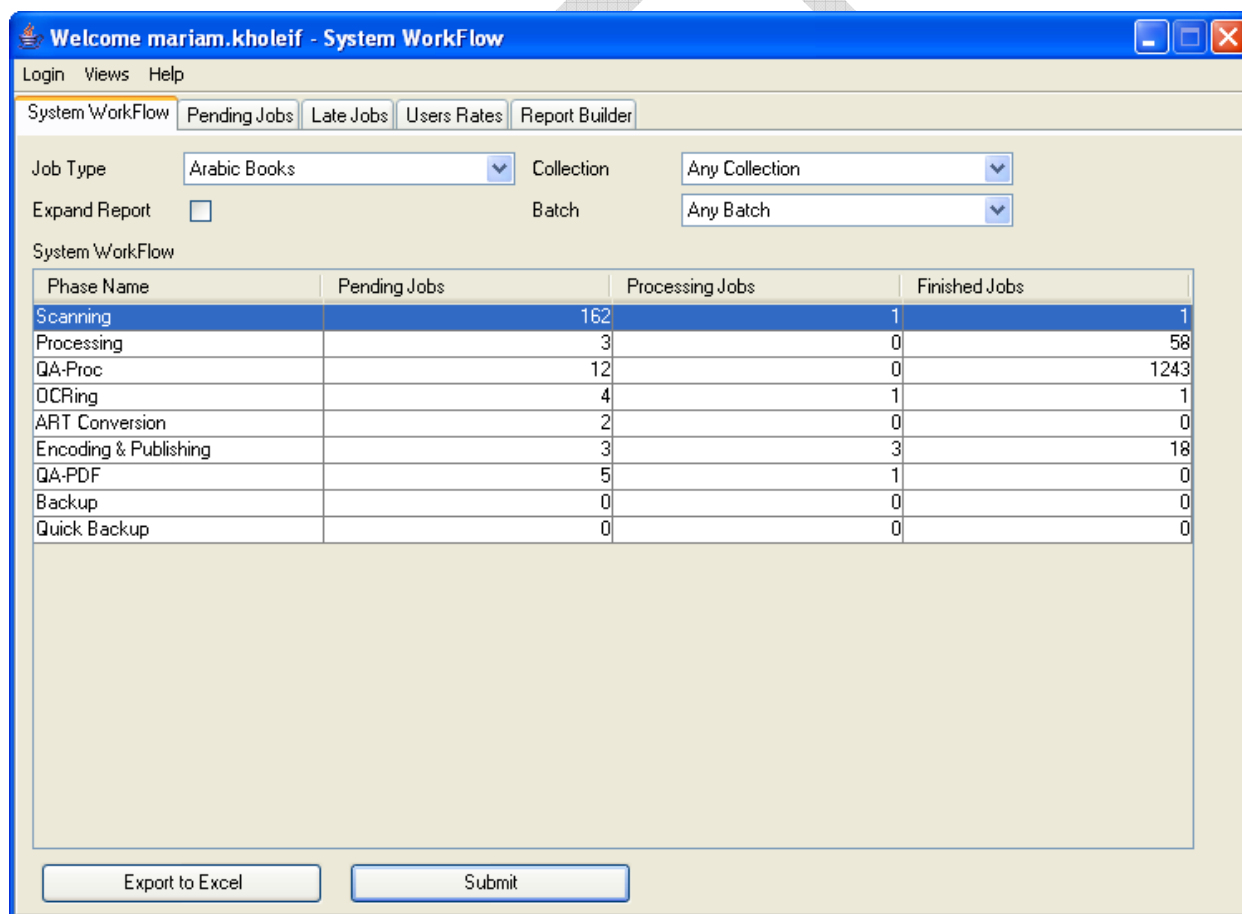 Welcome mariam.kholeif - System WorkFlow
Login Views Help
System WorkFlow Pending Jobs Late Jobs Users Rates Report Builder
Job Type Arabic Books Collection Any Collection
Expand Report Batch Any Batch
System WorkFlow
Phase Name Pending Jobs Processing Jobs Finished Jobs
Scanning 162 1 1
Processing 3 0 58
QA-Proc 12 0 1243
OCRing 4 1 1
ART Conversion 2 0 0
Encoding & Publishing 3 3 18
QA-PDF 5 1 0
Backup 0 0 0
Quick Backup 0 0 0
Export to Excel Submit